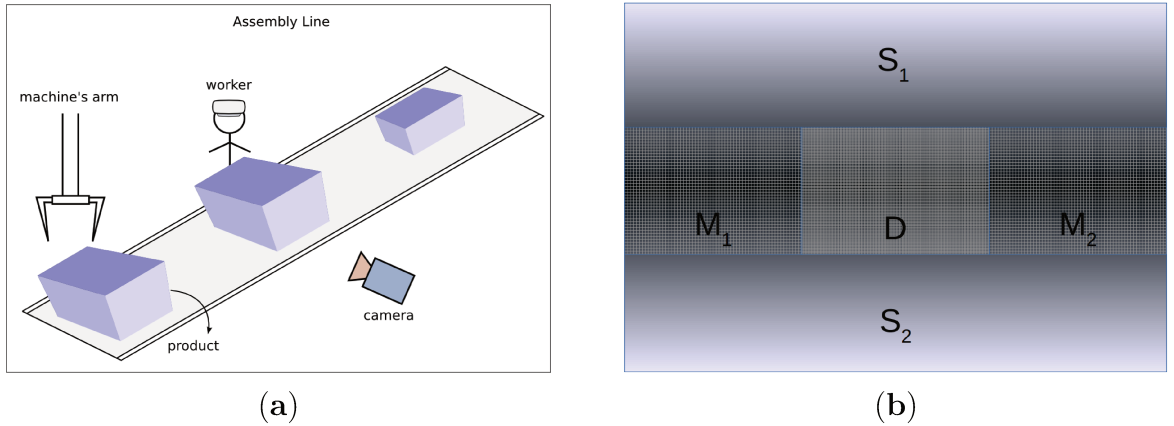 Assembly Line
machine's arm
worker
camera
product
(a)
S1
M1
D
M2
S2
(b)